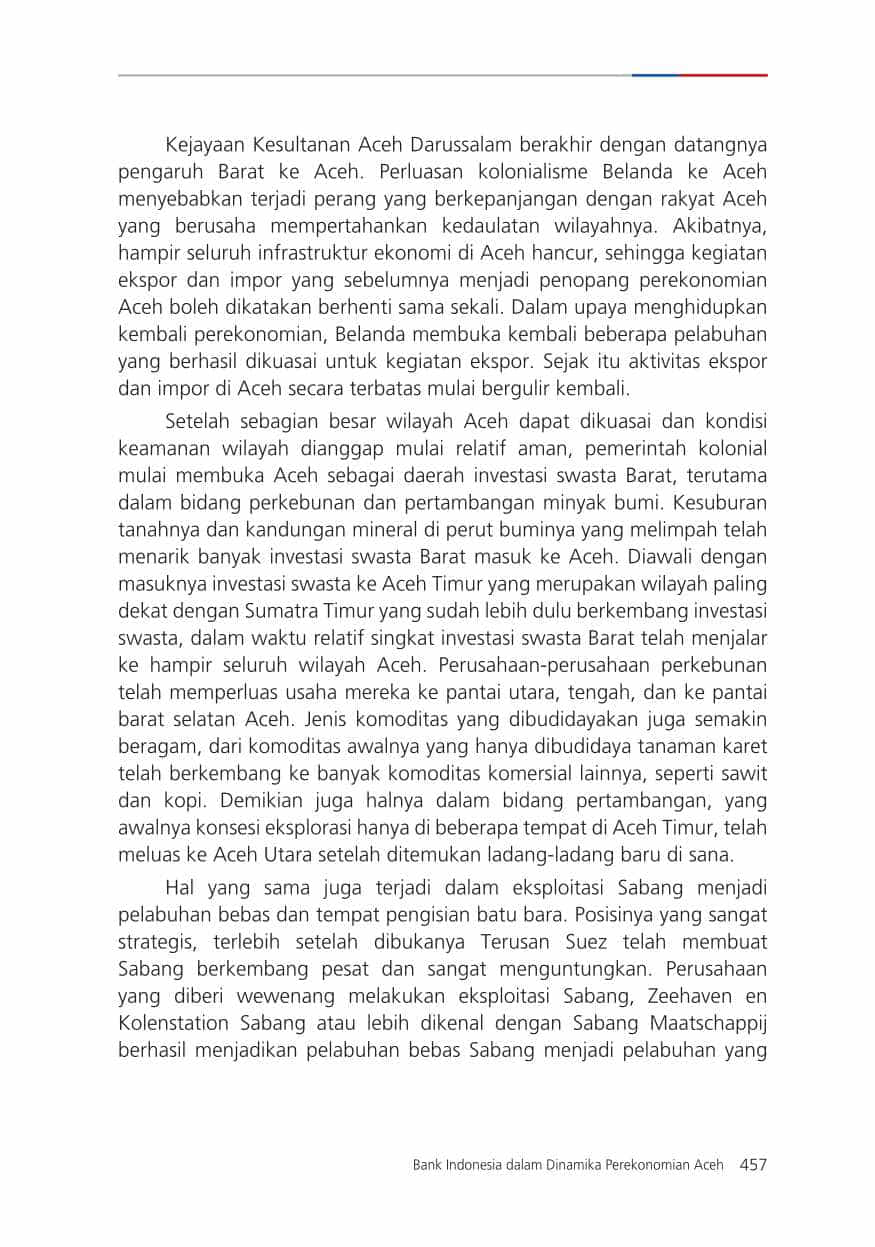 Kejayaan Kesultanan Aceh Darussalam berakhir dengan datangnya
pengaruh Barat ke Aceh. Perluasan kolonialisme Belanda ke Aceh
menyebabkan terjadi perang yang berkepanjangan dengan rakyat Aceh
yang berusaha mempertahankan kedaulatan wilayahnya. Akibatnya,
hampir seluruh infrastruktur ekonomi di Aceh hancur, sehingga kegiatan
ekspor dan impor yang sebelumnya menjadi penopang perekonomian
Aceh boleh dikatakan berhenti sama sekali. Dalam upaya menghidupkan
kembali perekonomian, Belanda membuka kembali beberapa pelabuhan
yang berhasil dikuasai untuk kegiatan ekspor. Sejak itu aktivitas ekspor
dan impor di Aceh secara terbatas mulai bergulir kembali.
Setelah sebagian besar wilayah Aceh dapat dikuasai dan kondisi
keamanan wilayah dianggap mulai relatif aman, pemerintah kolonial
mulai membuka Aceh sebagai daerah investasi swasta Barat, terutama
dalam bidang perkebunan dan pertambangan minyak bumi. Kesuburan
tanahnya dan kandungan mineral di perut buminya yang melimpah telah
menarik banyak investasi swasta Barat masuk ke Aceh. Diawali dengan
masuknya investasi swasta ke Aceh Timur yang merupakan wilayah paling
dekat dengan Sumatra Timur yang sudah lebih dulu berkembang investasi
swasta, dalam waktu relatif singkat investasi swasta Barat telah menjalar
ke hampir seluruh wilayah Aceh. Perusahaan-perusahaan perkebunan
telah memperluas usaha mereka ke pantai utara, tengah, dan ke pantai
barat selatan Aceh. Jenis komoditas yang dibudidayakan juga semakin
beragam, dari komoditas awalnya yang hanya dibudidaya tanaman karet
telah berkembang ke banyak komoditas komersial lainnya, seperti sawit
dan kopi. Demikian juga halnya dalam bidang pertambangan, yang
awalnya konsesi eksplorasi hanya di beberapa tempat di Aceh Timur, telah
meluas ke Aceh Utara setelah ditemukan ladang-ladang baru di sana.
Hal yang sama juga terjadi dalam eksploitasi Sabang menjadi
pelabuhan bebas dan tempat pengisian batu bara. Posisinya yang sangat
strategis, terlebih setelah dibukanya Terusan Suez telah membuat
Sabang berkembang pesat dan sangat menguntungkan. Perusahaan
yang diberi wewenang melakukan eksploitasi Sabang, Zeehaven en
Kolenstation Sabang atau lebih dikenal dengan Sabang Maatschappij
berhasil menjadikan pelabuhan bebas Sabang menjadi pelabuhan yang
Bank Indonesia dalam Dinamika Perekonomian Aceh 457